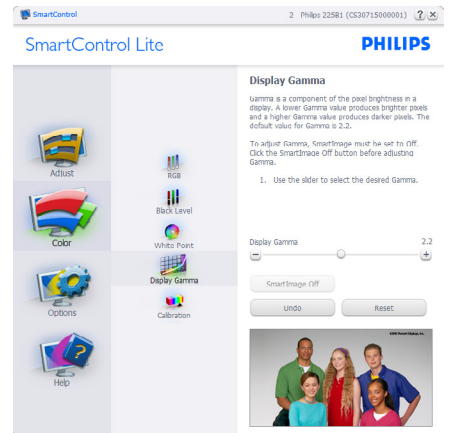 SmartControl
2 Philips 225B1 (CS30715000001) ? ×
SmartControl Lite
PHILIPS
Adjust
Color
Options
Help
RGB
Black Level
White Point
Display Gamma
Calibration
Display Gamma
Gamma is a component of the pixel brightness in a
display. A lower Gamma value produces brighter pixels
and a higher Gamma value produces darker pixels. The
default value for Gamma is 2.2.
To adjust Gamma, SmartImage must be set to Off.
Click the SmartImage Off button before adjusting
Gamma.
1. Use the slider to select the desired Gamma.
Display Gamma 2.2
SmartImage Off
Undo Reset